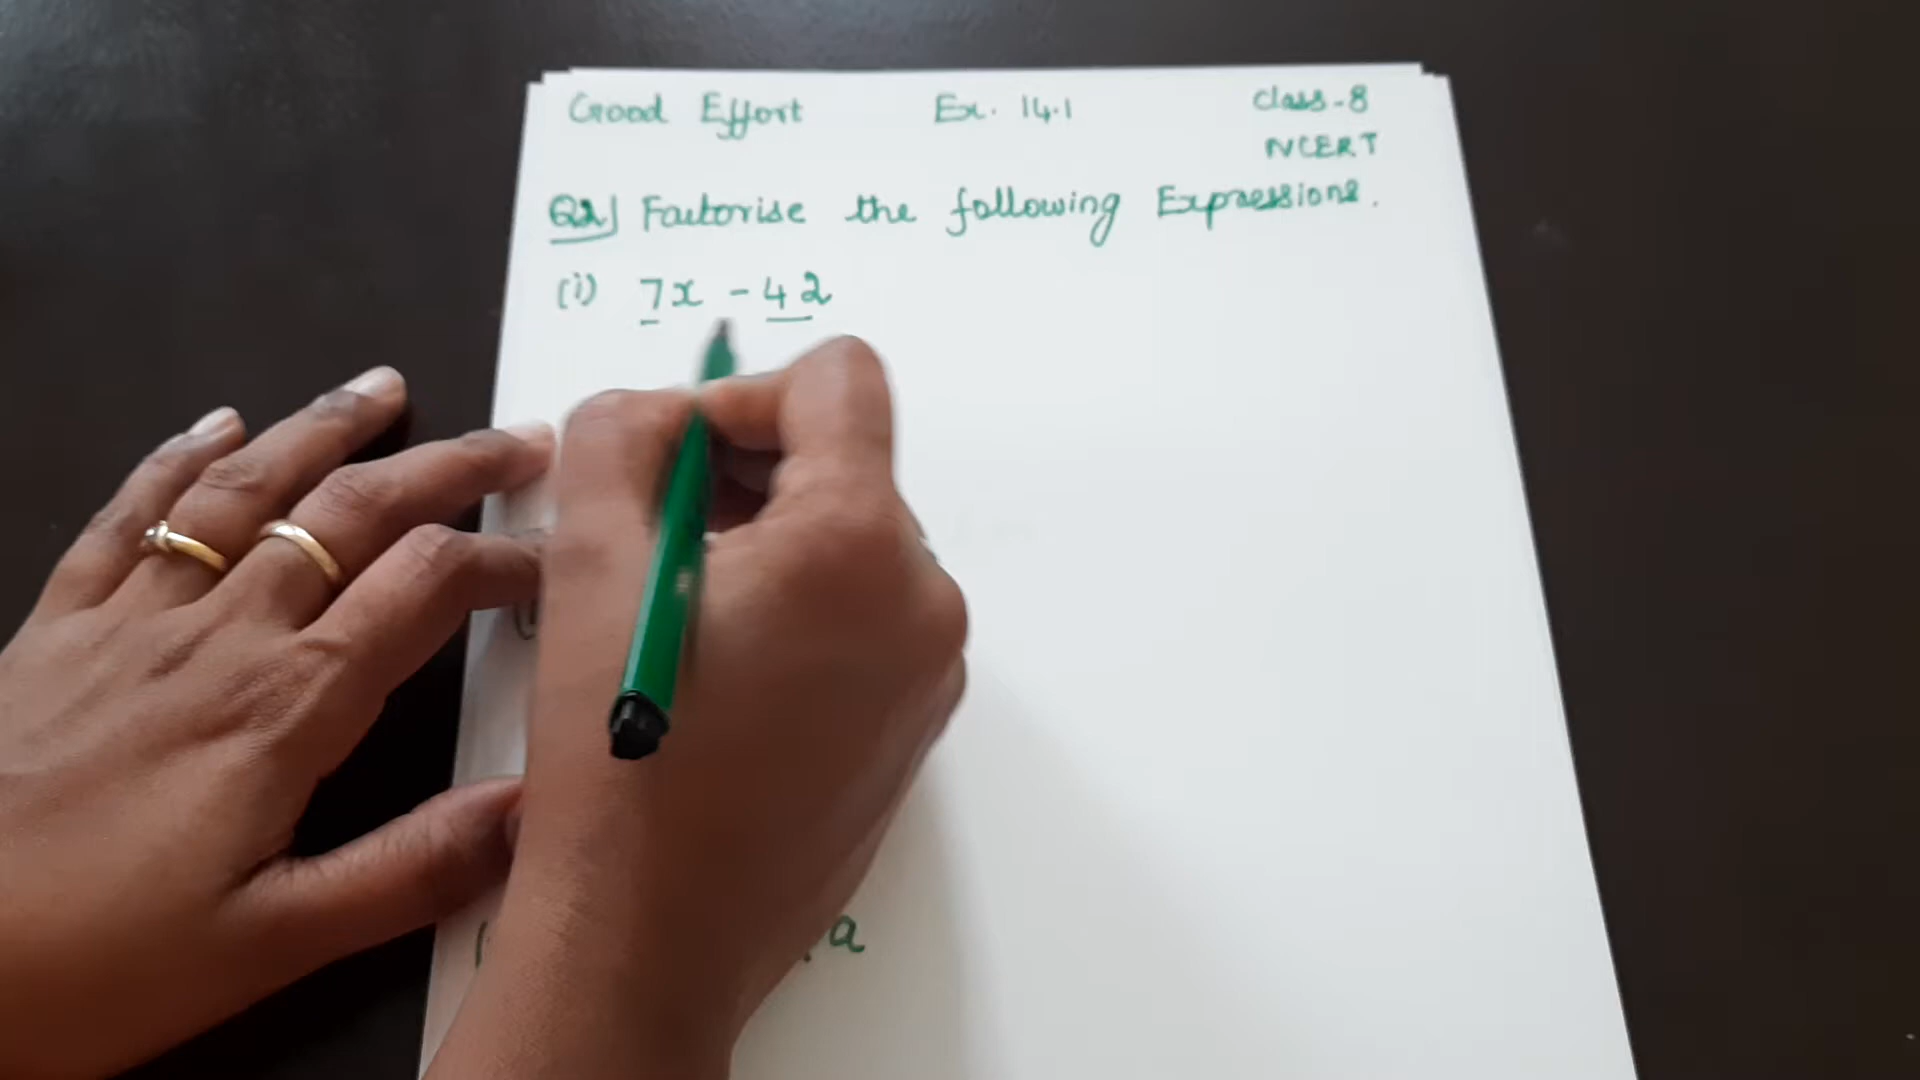 Good Effort Ex. 14.1 Class-8
NCERT
Q2) Factorise the following Expressions.
(i) 7x - 42
a